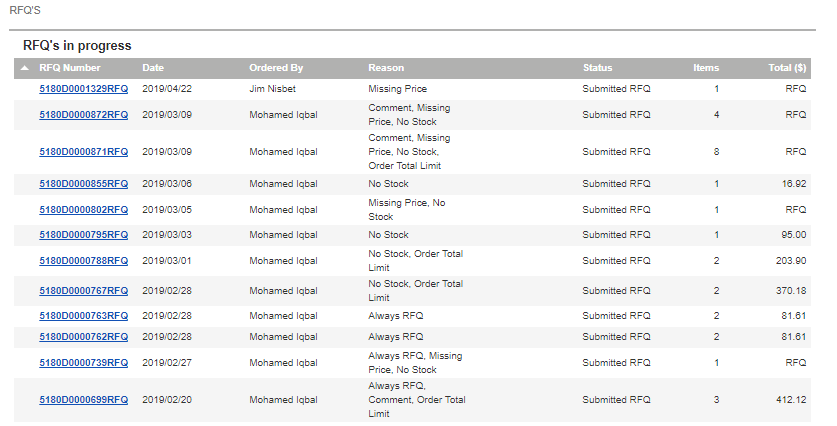 RFQ'S
RFQ's in progress
RFQ Number Date Ordered By Reason Status Items Total ($)
5180D0001329RFQ 2019/04/22 Jim Nisbet Missing Price Submitted RFQ 1 RFQ
5180D0000872RFQ 2019/03/09 Mohamed Iqbal Comment, Missing Price, No Stock Submitted RFQ 4 RFQ
5180D0000871RFQ 2019/03/09 Mohamed Iqbal Comment, Missing Price, No Stock, Order Total Limit Submitted RFQ 8 RFQ
5180D0000855RFQ 2019/03/06 Mohamed Iqbal No Stock Submitted RFQ 1 16.92
5180D0000802RFQ 2019/03/05 Mohamed Iqbal Missing Price, No Stock Submitted RFQ 1 RFQ
5180D0000795RFQ 2019/03/03 Mohamed Iqbal No Stock Submitted RFQ 1 95.00
5180D0000788RFQ 2019/03/01 Mohamed Iqbal No Stock, Order Total Limit Submitted RFQ 2 203.90
5180D0000767RFQ 2019/02/28 Mohamed Iqbal No Stock, Order Total Limit Submitted RFQ 2 370.18
5180D0000763RFQ 2019/02/28 Mohamed Iqbal Always RFQ Submitted RFQ 2 81.61
5180D0000762RFQ 2019/02/28 Mohamed Iqbal Always RFQ Submitted RFQ 2 81.61
5180D0000739RFQ 2019/02/27 Mohamed Iqbal Always RFQ, Missing Price, No Stock Submitted RFQ 1 RFQ
5180D0000699RFQ 2019/02/20 Mohamed Iqbal Always RFQ, Comment, Order Total Limit Submitted RFQ 3 412.12